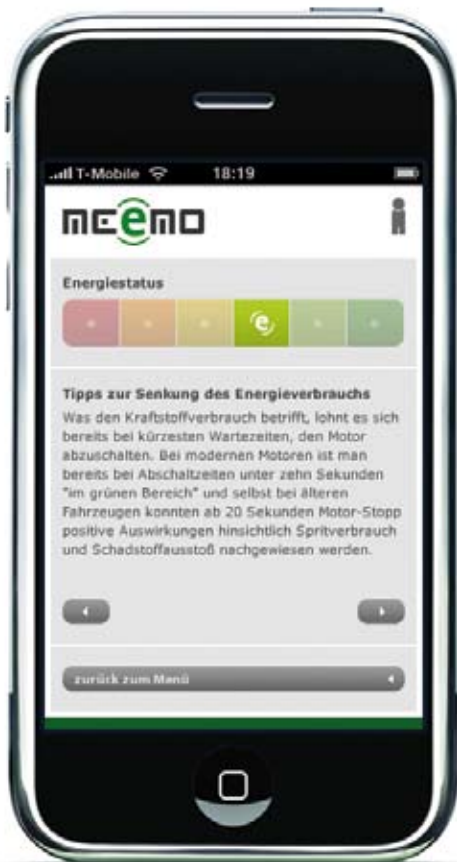 T-Mobile 18:19
mcemo
Energiestatus
e
Tipps zur Senkung des Energieverbrauchs
Was den Kraftstoffverbrauch betrifft, lohnt es sich
bereits bei kürzesten Wartezeiten, den Motor
abzuschalten. Bei modernen Motoren ist man
bereits bei Abschaltzeiten unter zehn Sekunden
"im grünen Bereich" und selbst bei älteren
Fahrzeugen konnten ab 20 Sekunden Motor-Stopp
positive Auswirkungen hinsichtlich Spritverbrauch
und Schadstoffausstoß nachgewiesen werden.
zurück zum Menü